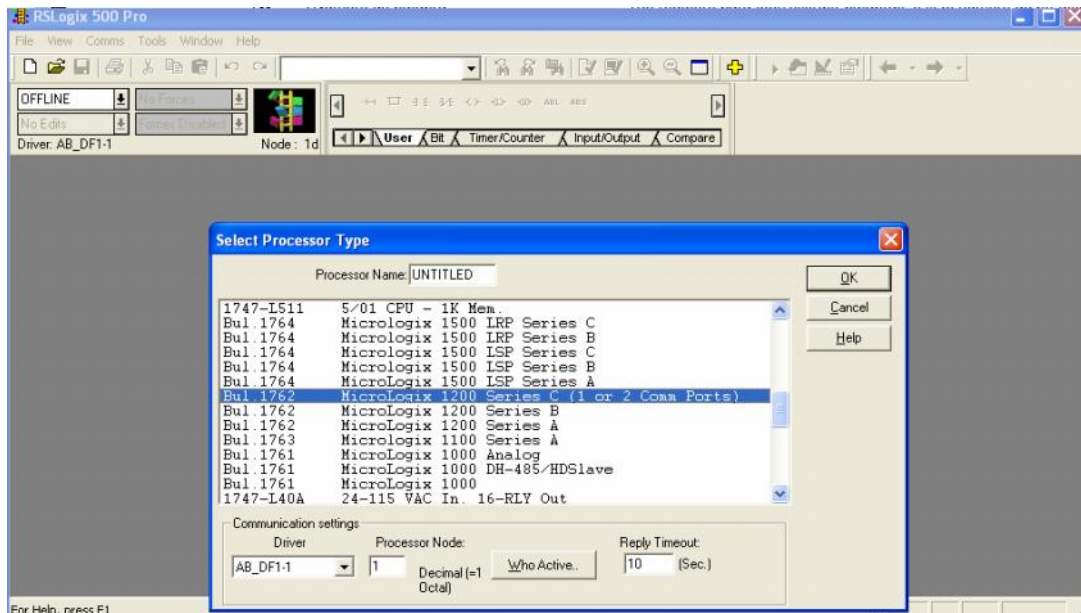 RSLogix 500 Pro
File View Comms Tools Window Help
OFFLINE
No Forces
No Edits
Forces Disabled
Driver: AB_DF1-1
Node: 1d
ABL ABS
User Bit Timer/Counter Input/Output Compare
Select Processor Type
Processor Name: UNTITLED
OK
Cancel
Help
1747-L511 5/01 CPU - 1K Mem.
Bul.1764 Micrologix 1500 LRP Series C
Bul.1764 Micrologix 1500 LRP Series B
Bul.1764 Micrologix 1500 LSP Series C
Bul.1764 Micrologix 1500 LSP Series B
Bul.1764 MicroLogix 1500 LSP Series A
Bul.1762 MicroLogix 1200 Series C (1 or 2 Comm Ports)
Bul.1762 MicroLogix 1200 Series B
Bul.1762 MicroLogix 1200 Series A
Bul.1763 Micrologix 1100 Series A
Bul.1761 MicroLogix 1000 Analog
Bul.1761 MicroLogix 1000 DH-485/HDSlave
Bul.1761 MicroLogix 1000
1747-L40A 24-115 VAC In. 16-RLY Out
Communication settings
Driver
Processor Node:
Reply Timeout:
AB_DF1-1
1
Decimal (=1 Octal)
Who Active..
10
(Sec.)
For Help, press F1